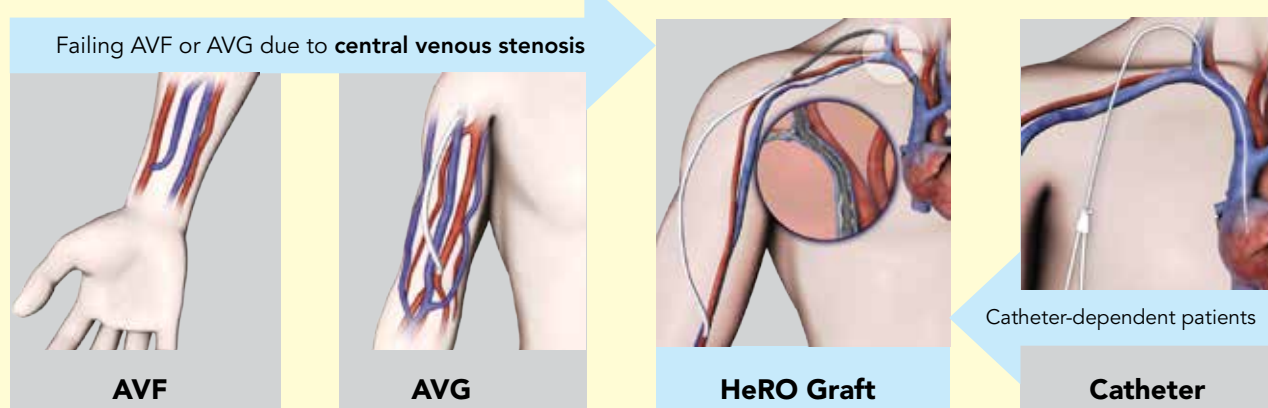 Failing AVF or AVG due to central venous stenosis
Catheter-dependent patients
AVF
AVG
HeRO Graft
Catheter